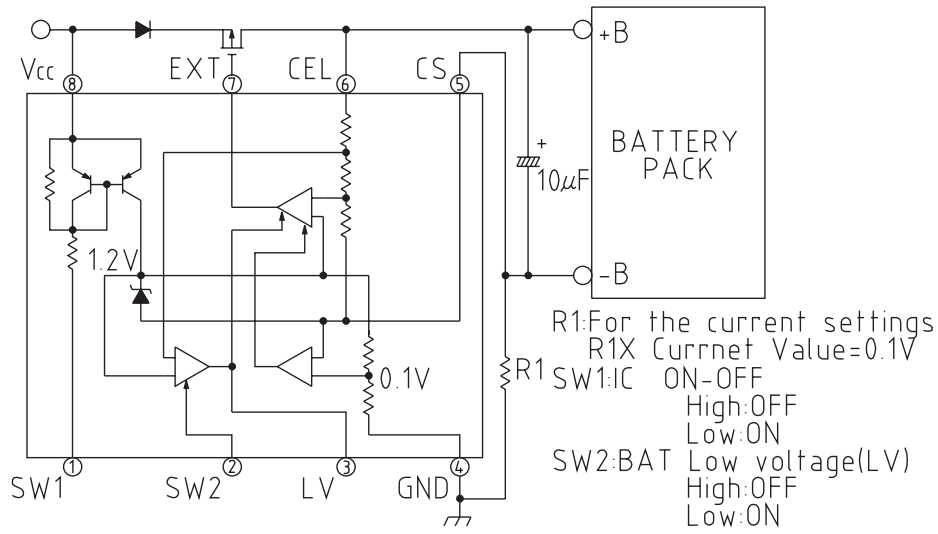 +B
Vcc EXT CEL CS
8 7 6 5
BATTERY
PACK
+
10μF
1.2V
-B
R1:For the current settings
R1X Currnet Value=0.1V
R1
0.1V
SW1:IC ON-OFF
High:OFF
Low:ON
SW2:BAT Low voltage(LV)
High:OFF
Low:ON
1 2 3 4
SW1 SW2 LV GND